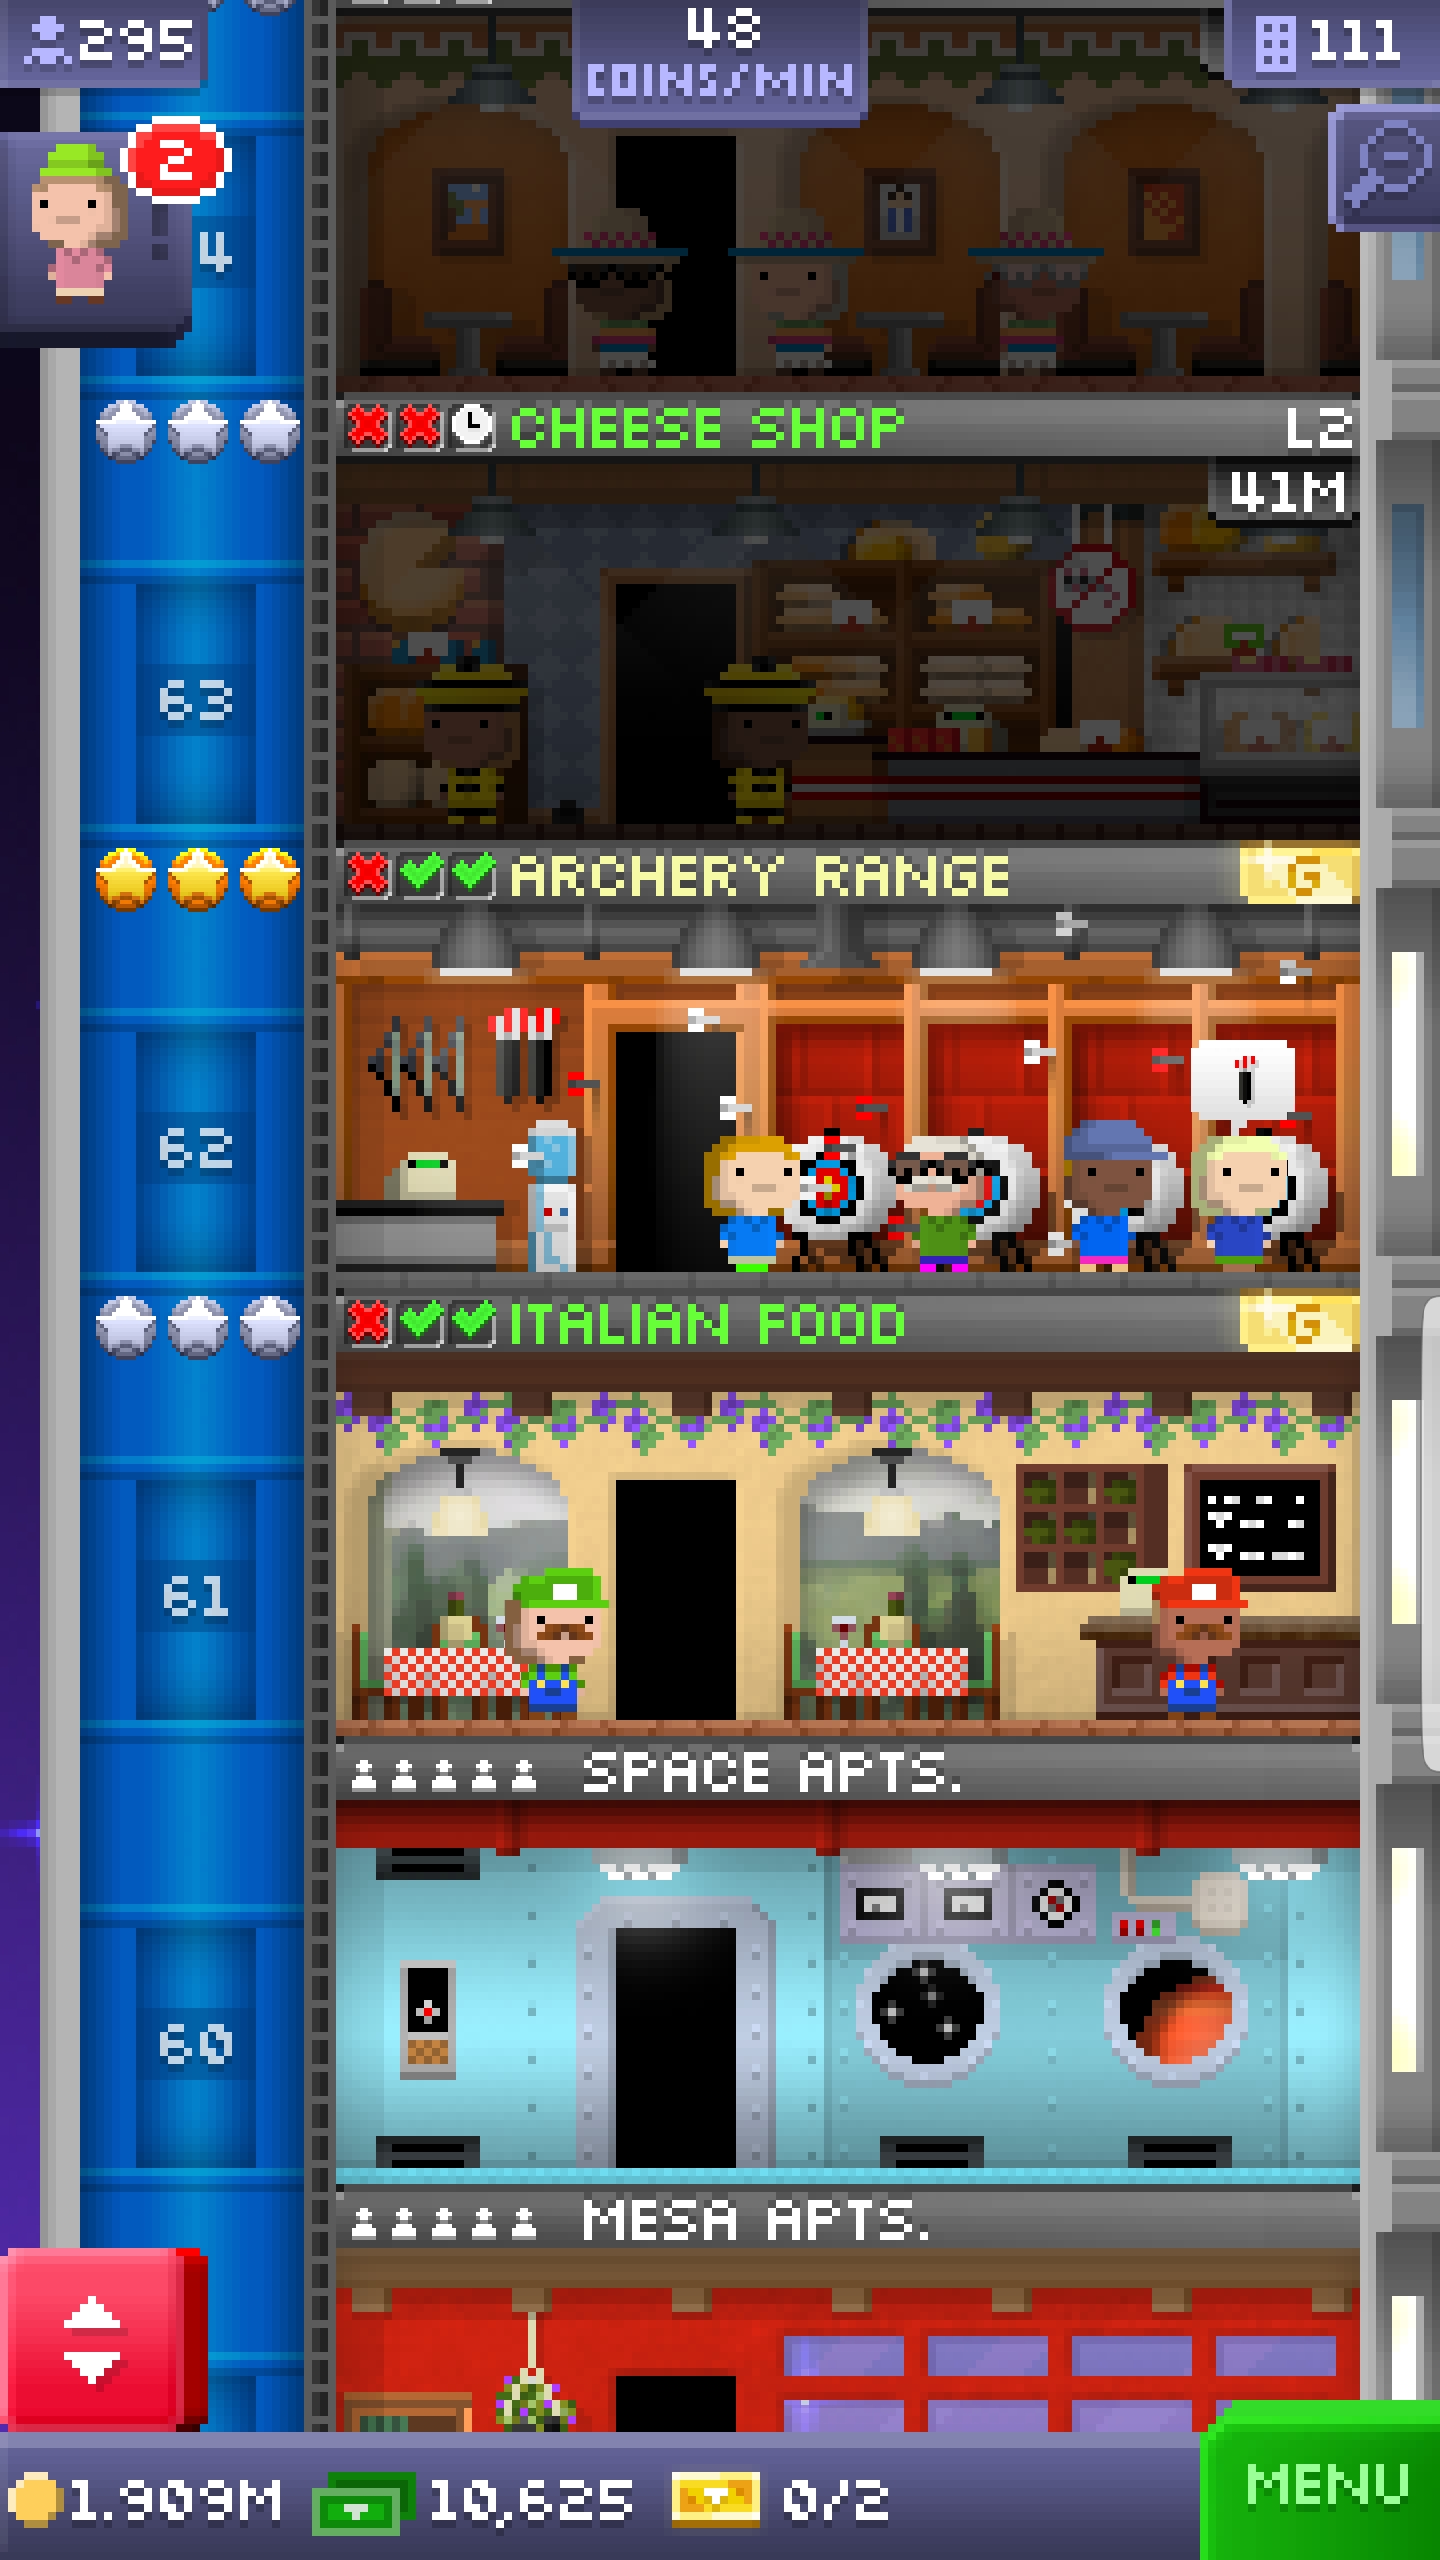 295
48
COINS/MIN
111
2
4
CHEESE SHOP
L2
41M
63
ARCHERY RANGE
G
62
ITALIAN FOOD
G
61
SPACE APTS.
60
MESA APTS.
1.909M
10,625
0/2
MENU